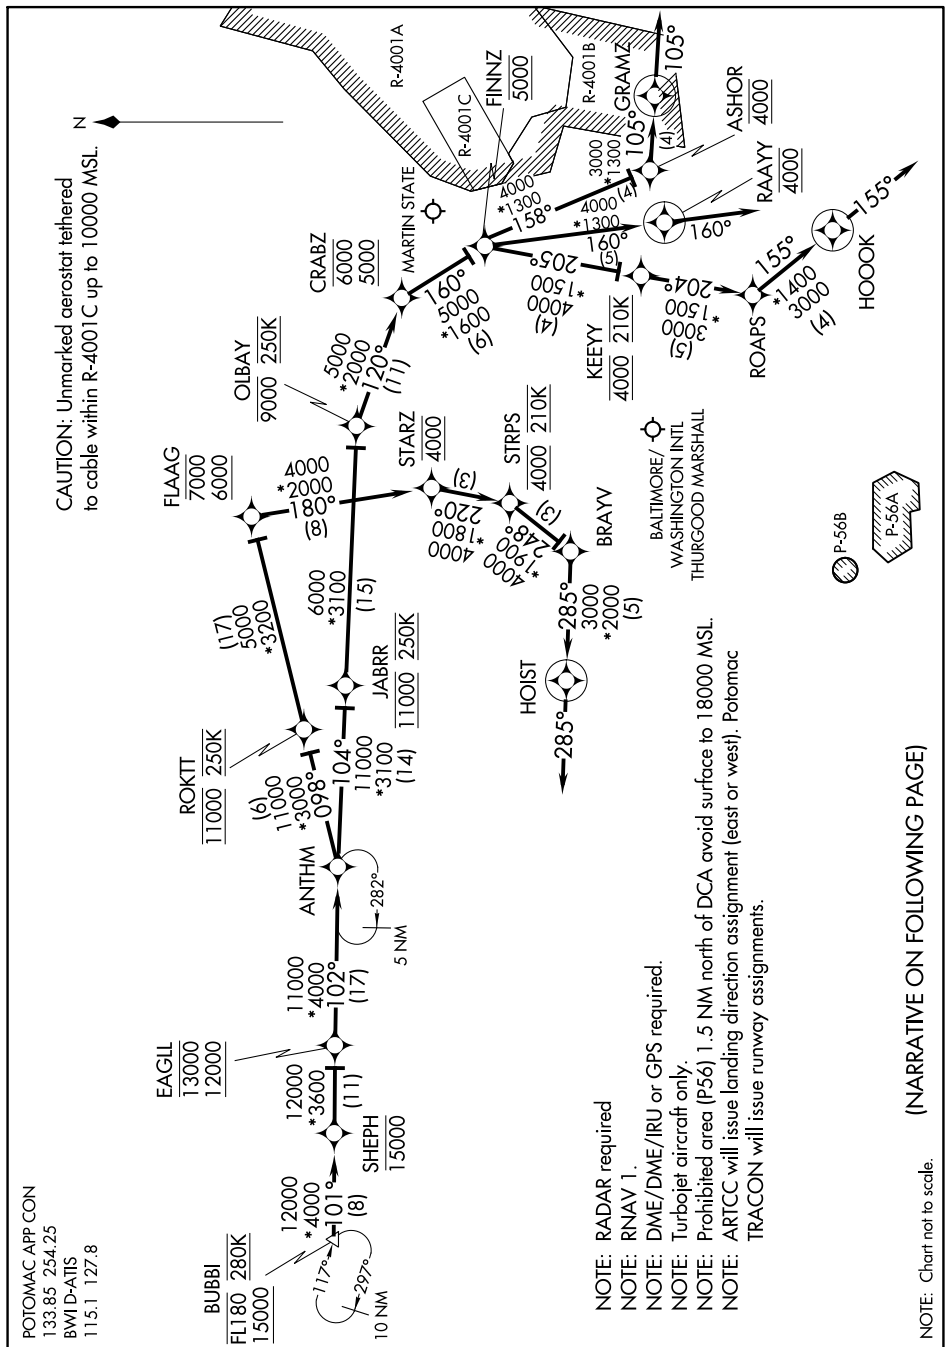 POTOMAC APP CON
133.85 254.25
BWI D-ATIS
115.1 127.8
CAUTION: Unmarked aerostat tethered
to cable within R-4001C up to 10000 MSL.
N
BUBBI
FL180 280K
15000
117°
297°
10 NM
12000
*4000
101°
(8)
SHEPH
15000
12000
*3600
(11)
EAGLL
13000
12000
11000
*4000
102°
(17)
ANTHM
282°
5 NM
(6)
11000
*3000
098°
ROKTT
11000 250K
(17)
5000
*3200
FLAAG
7000
6000
4000
*2000
180°
(8)
STARZ
4000
(3)
220°
*1800
4000
STRPS
4000 210K
(3)
248°
*1900
4000
BRAYV
285°
3000
*2000
(5)
HOIST
285°
104°
11000
*3100
(14)
JABRR
11000 250K
6000
*3100
(15)
OLBAY
9000 250K
5000
*2000
120°
(11)
CRABZ
6000
5000
MARTIN STATE
190°
5000
*1600
(6)
FINNZ
5000
R-4001A
R-4001C
R-4001B
4000
*1300
158°
(4)
4000
*1300
160°
(5)
205°
*1500
4000
(4)
KEEYY
4000 210K
204°
*1500
3000
(5)
ROAPS
155°
*1400
3000
(4)
HOOOK
155°
RAAYY
4000
160°
ASHOR
4000
3000
*1300
105°
(4)
GRAMZ
105°
BALTIMORE/
WASHINGTON INTL
THURGOOD MARSHALL
P-56B
P-56A
NOTE: RADAR required
NOTE: RNAV 1.
NOTE: DME/DME/IRU or GPS required.
NOTE: Turbojet aircraft only.
NOTE: Prohibited area (P56) 1.5 NM north of DCA avoid surface to 18000 MSL.
NOTE: ARTCC will issue landing direction assignment (east or west). Potomac
TRACON will issue runway assignments.
(NARRATIVE ON FOLLOWING PAGE)
NOTE: Chart not to scale.